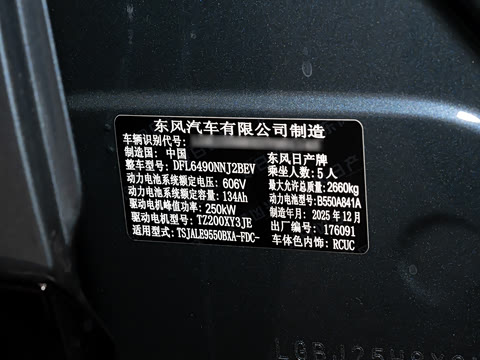 东风汽车有限公司制造
车辆识别代号:
制造国: 中国 东风日产牌
整车型号: DFL6490NNJ2BEV 乘坐人数: 5人
动力电池系统额定电压: 606V 最大允许总质量: 2660kg
动力电池系统额定容量: 134Ah 动力电池型号: B550A841A
驱动电机峰值功率: 250kW 制造年月: 2025年12月
驱动电机型号: TZ200XY3JE 出厂编号: 176091
适用型式: TSJALE9550BXA-FDC- 车体色内饰: RCUC